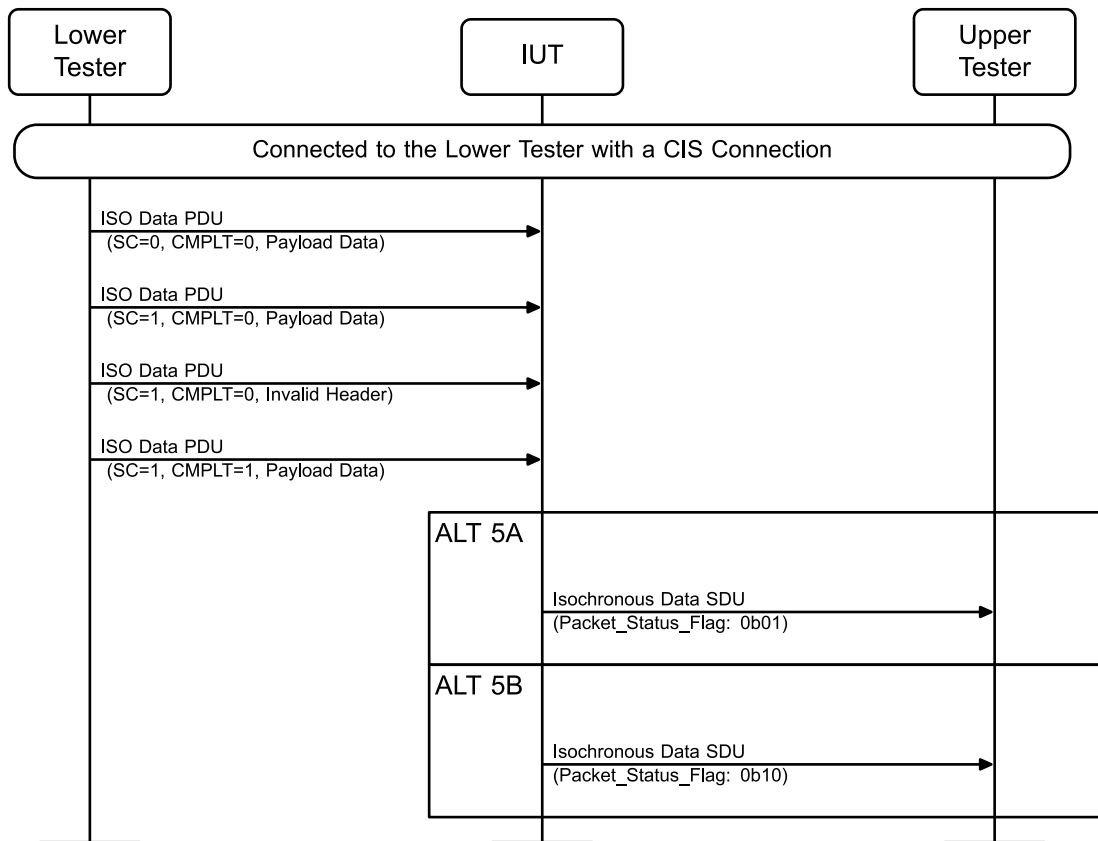 Lower
Tester
IUT
Upper
Tester
Connected to the Lower Tester with a CIS Connection
ISO Data PDU
(SC=0, CMPLT=0, Payload Data)
ISO Data PDU
(SC=1, CMPLT=0, Payload Data)
ISO Data PDU
(SC=1, CMPLT=0, Invalid Header)
ISO Data PDU
(SC=1, CMPLT=1, Payload Data)
ALT 5A
Isochronous Data SDU
(Packet_Status_Flag: 0b01)
ALT 5B
Isochronous Data SDU
(Packet_Status_Flag: 0b10)